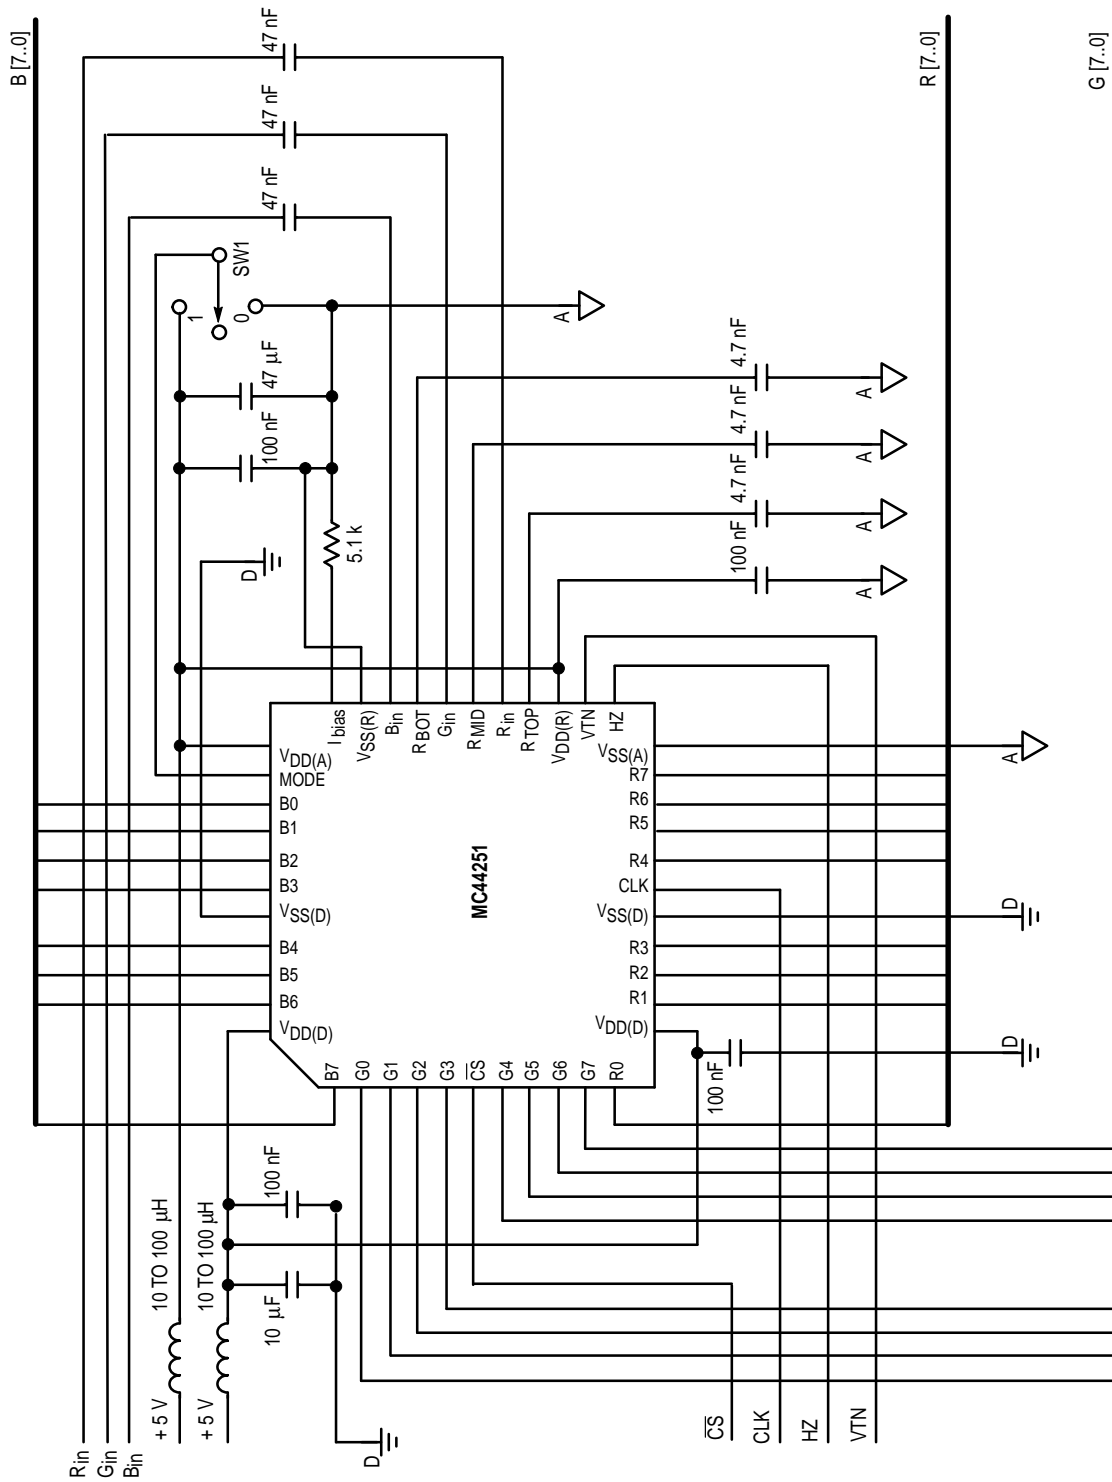 B [7..0]
R [7..0]
G [7..0]
47 nF
47 nF
47 nF
SW1
1
0
A
47 µF
100 nF
5.1 k
D
4.7 nF
4.7 nF
4.7 nF
100 nF
A
A
A
A
Ibias
VSS(R)
Bin
RBOT
Gin
RMID
Rin
RTOP
VDD(R)
VTN
HZ
VDD(A)
MODE
B0
B1
B2
B3
VSS(D)
B4
B5
B6
VDD(D)
MC44251
VSS(A)
R7
R6
R5
R4
CLK
VSS(D)
R3
R2
R1
VDD(D)
B7
G0
G1
G2
G3
C̅S̅
G4
G5
G6
G7
R0
A
D
100 nF
D
100 nF
10 µF
D
10 TO 100 µH
10 TO 100 µH
+ 5 V
+ 5 V
Rin
Gin
Bin
C̅S̅
CLK
HZ
VTN